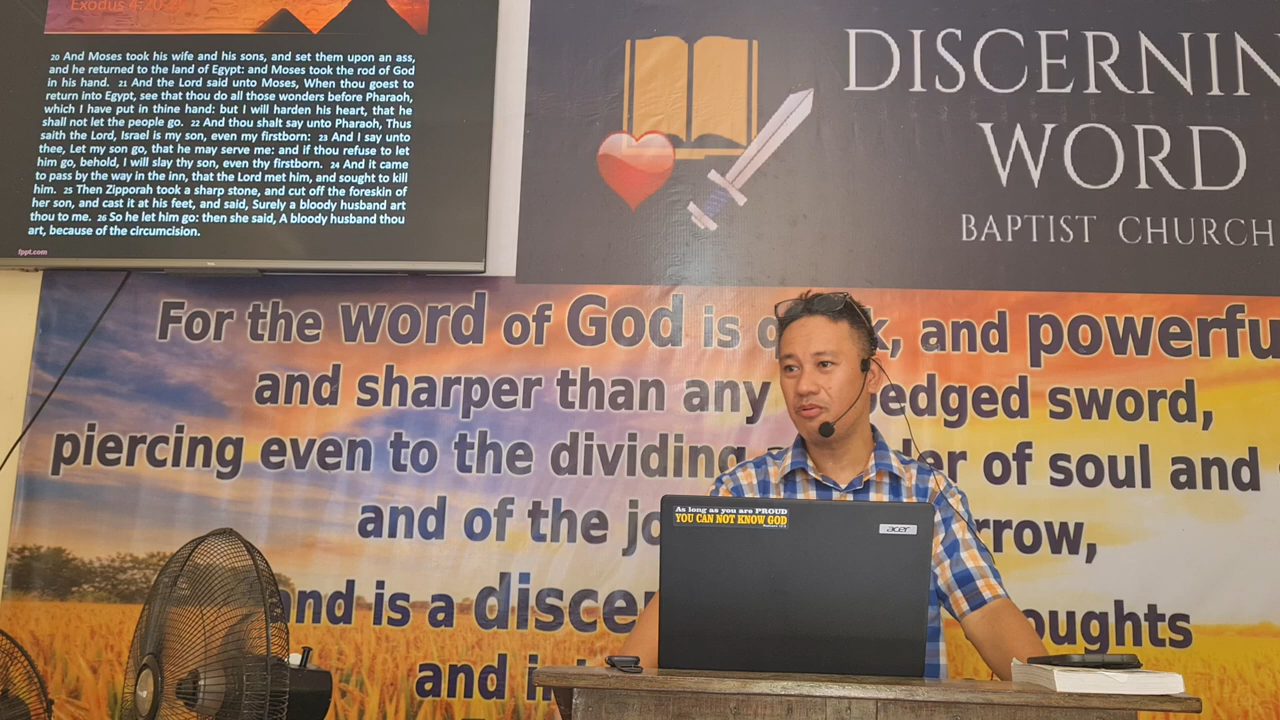 Exodus 4:20-26
20 And Moses took his wife and his sons, and set them upon an ass,
and he returned to the land of Egypt: and Moses took the rod of God
in his hand. 21 And the Lord said unto Moses, When thou goest to
return into Egypt, see that thou do all those wonders before Pharaoh,
which I have put in thine hand: but I will harden his heart, that he
shall not let the people go. 22 And thou shalt say unto Pharaoh, Thus
saith the Lord, Israel is my son, even my firstborn: 23 And I say unto
thee, Let my son go, that he may serve me: and if thou refuse to let
him go, behold, I will slay thy son, even thy firstborn. 24 And it came
to pass by the way in the inn, that the Lord met him, and sought to kill
him. 25 Then Zipporah took a sharp stone, and cut off the foreskin of
her son, and cast it at his feet, and said, Surely a bloody husband art
thou to me. 26 So he let him go: then she said, A bloody husband thou
art, because of the circumcision.
fppt.com
DISCERNIN
WORD
BAPTIST CHURCH
For the word of God is k, and powerfu
and sharper than any edged sword,
piercing even to the dividing er of soul and
and of the jo rrow,
and is a discer oughts
and
As long as you are PROUD
YOU CAN NOT KNOW GOD
acer